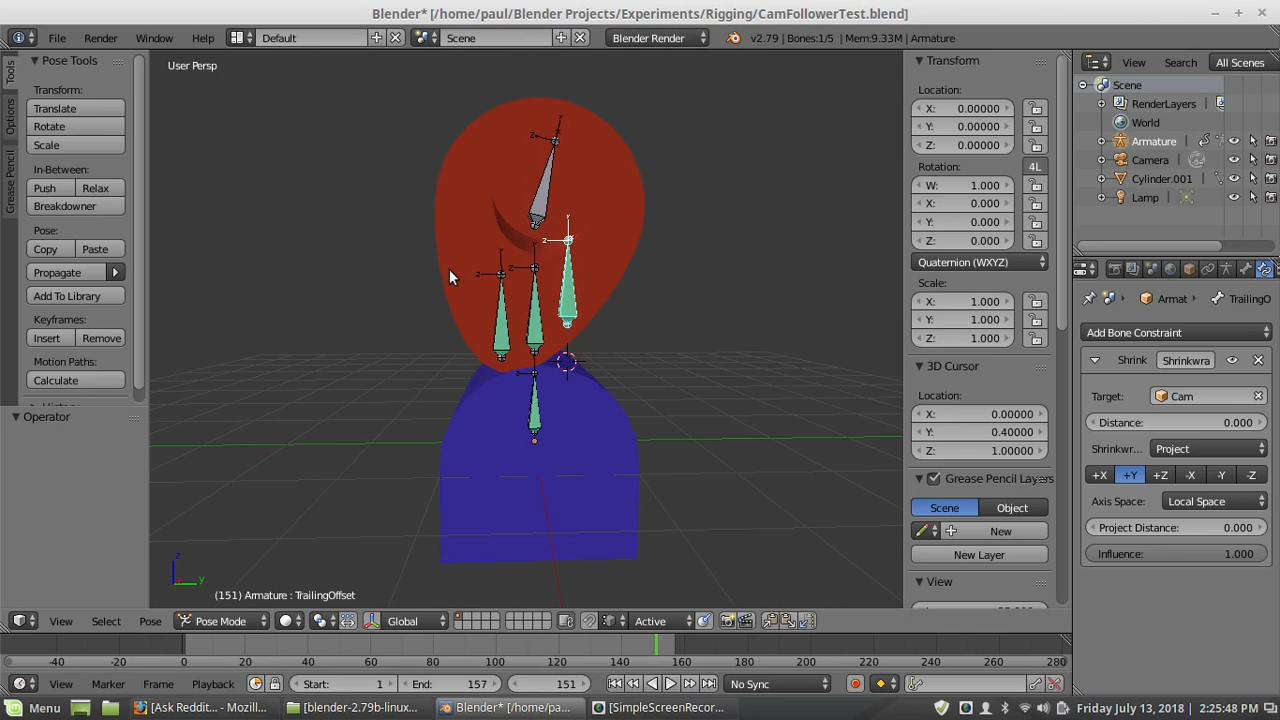 Blender* [/home/paul/Blender Projects/Experiments/Rigging/CamFollowerTest.blend]
File Render Window Help Default Scene Blender Render v2.79 | Bones:1/5 | Mem:9.33M | Armature
Tools
Options
Grease Pencil
Pose Tools
Transform:
Translate
Rotate
Scale
In-Between:
Push Relax
Breakdowner
Pose:
Copy Paste
Propagate
Add To Library
Keyframes:
Insert Remove
Motion Paths:
Calculate
Operator
User Persp
(151) Armature : TrailingOffset
Transform
Location:
X: 0.00000
Y: 0.00000
Z: 0.00000
Rotation:
4L
W: 1.000
X: 0.000
Y: 0.000
Z: 0.000
Quaternion (WXYZ)
Scale:
X: 1.000
Y: 1.000
Z: 1.000
3D Cursor
Location:
X: 0.00000
Y: 0.40000
Z: 1.00000
Grease Pencil Layers
Scene Object
New
New Layer
View
View Search All Scenes
Scene
RenderLayers
World
Armature
Camera
Cylinder.001
Lamp
Armat TrailingO
Add Bone Constraint
Shrink Shrinkwra
Target: Cam
Distance: 0.000
Shrinkwr... Project
+X +Y +Z -X -Y -Z
Axis Space: Local Space
Project Distance: 0.000
Influence: 1.000
View Select Pose Pose Mode Global Active
-40 -20 0 20 40 60 80 100 120 140 160 180 200 220 240 260 280
View Marker Frame Playback Start: 1 End: 157 151 No Sync
Menu [Ask Reddit... - Mozill... [blender-2.79b-linux... Blender* [/home/pa... [SimpleScreenRecor... Friday July 13, 2018 2:25:48 PM